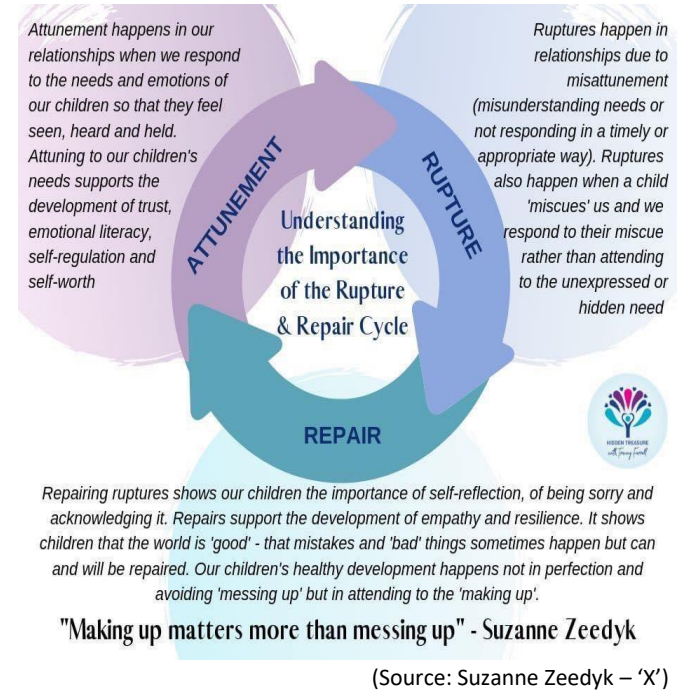 Attunement happens in our
relationships when we respond
to the needs and emotions of
our children so that they feel
seen, heard and held.
Attuning to our children's
needs supports the
development of trust,
emotional literacy,
self-regulation and
self-worth
Ruptures happen in
relationships due to
misattunement
(misunderstanding needs or
not responding in a timely or
appropriate way). Ruptures
also happen when a child
'miscues' us and we
respond to their miscue
rather than attending
to the unexpressed or
hidden need
ATTUNEMENT
RUPTURE
Understanding
the Importance
of the Rupture
& Repair Cycle
REPAIR
HIDDEN TREASURE
with Tracey Farrell
Repairing ruptures shows our children the importance of self-reflection, of being sorry and
acknowledging it. Repairs support the development of empathy and resilience. It shows
children that the world is 'good' - that mistakes and 'bad' things sometimes happen but can
and will be repaired. Our children's healthy development happens not in perfection and
avoiding 'messing up' but in attending to the 'making up'.
"Making up matters more than messing up" - Suzanne Zeedyk
(Source: Suzanne Zeedyk – ‘X’)